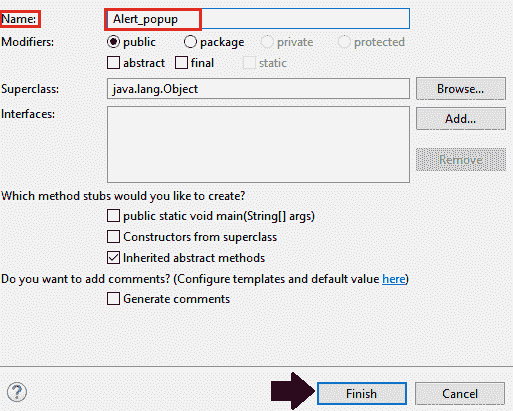 Name: Alert_popup
Modifiers: public package private protected
abstract final static
Superclass: java.lang.Object Browse...
Interfaces: Add...
Remove
Which method stubs would you like to create?
public static void main(String[] args)
Constructors from superclass
Inherited abstract methods
Do you want to add comments? (Configure templates and default value here)
Generate comments
? Finish Cancel